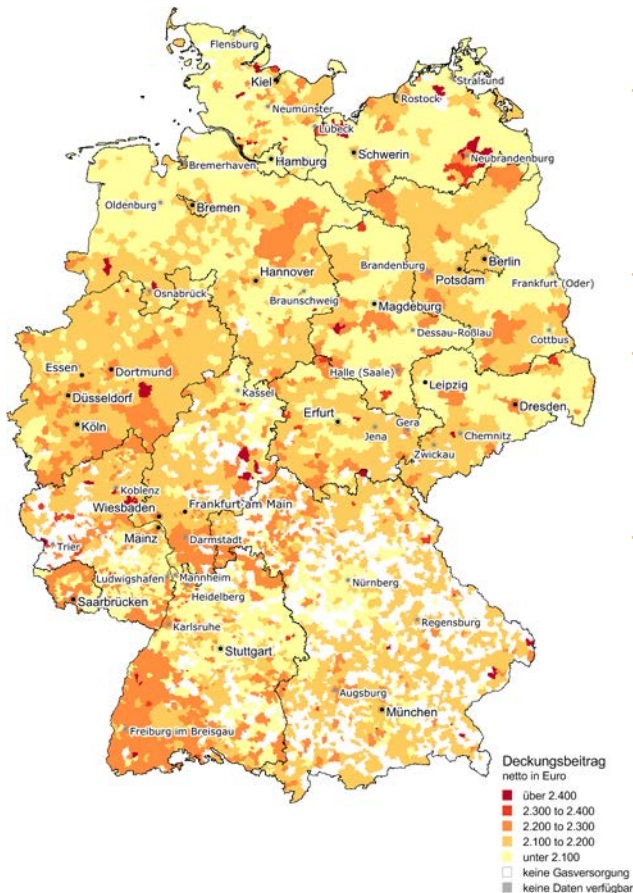 Flensburg
Kiel
Stralsund
Rostock
Neumünster
Lübeck
Schwerin
Neubrandenburg
Hamburg
Bremerhaven
Oldenburg
Bremen
Berlin
Brandenburg
Potsdam
Frankfurt (Oder)
Hannover
Osnabrück
Braunschweig
Magdeburg
Dessau-Roßlau
Cottbus
Essen
Dortmund
Halle (Saale)
Leipzig
Düsseldorf
Kassel
Dresden
Köln
Erfurt
Gera
Jena
Chemnitz
Zwickau
Koblenz
Wiesbaden
Frankfurt am Main
Mainz
Trier
Darmstadt
Ludwigshafen
Mannheim
Nürnberg
Heidelberg
Saarbrücken
Karlsruhe
Regensburg
Stuttgart
Augsburg
München
Freiburg im Breisgau
Deckungsbeitrag
netto in Euro
über 2.400
2.300 to 2.400
2.200 to 2.300
2.100 to 2.200
unter 2.100
keine Gasversorgung
keine Daten verfügbar